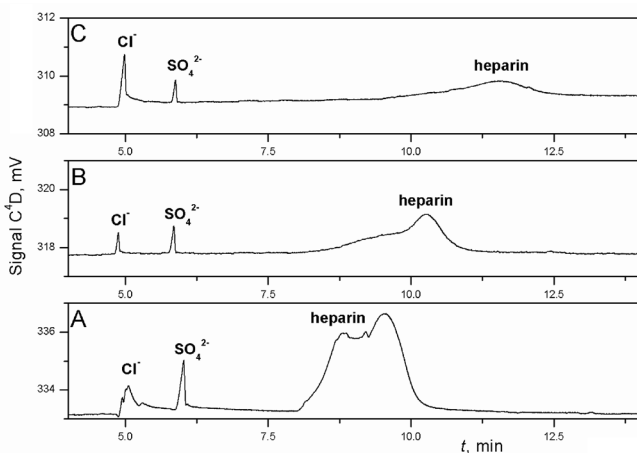 312
C
Cl⁻
SO₄²⁻
heparin
310
308
5.0 7.5 10.0 12.5
Signal C⁴D, mV
320
B
Cl⁻
SO₄²⁻
heparin
318
5.0 7.5 10.0 12.5
A
336
heparin
SO₄²⁻
Cl⁻
333
5.0 7.5 10.0 12.5
t, min